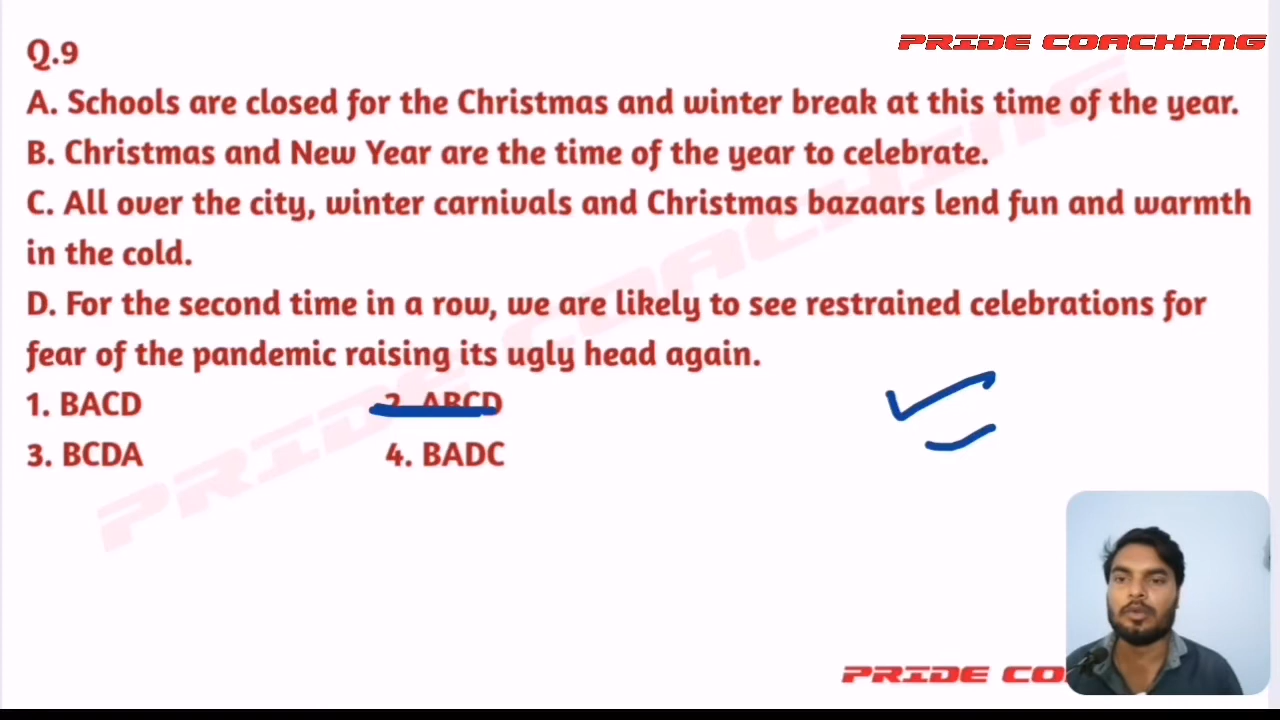 PRIDE COACHING
Q.9
A. Schools are closed for the Christmas and winter break at this time of the year.
B. Christmas and New Year are the time of the year to celebrate.
C. All over the city, winter carnivals and Christmas bazaars lend fun and warmth
in the cold.
D. For the second time in a row, we are likely to see restrained celebrations for
fear of the pandemic raising its ugly head again.
1. BACD 2. ABCD
3. BCDA 4. BADC
PRIDE COACHING
PRIDE CO